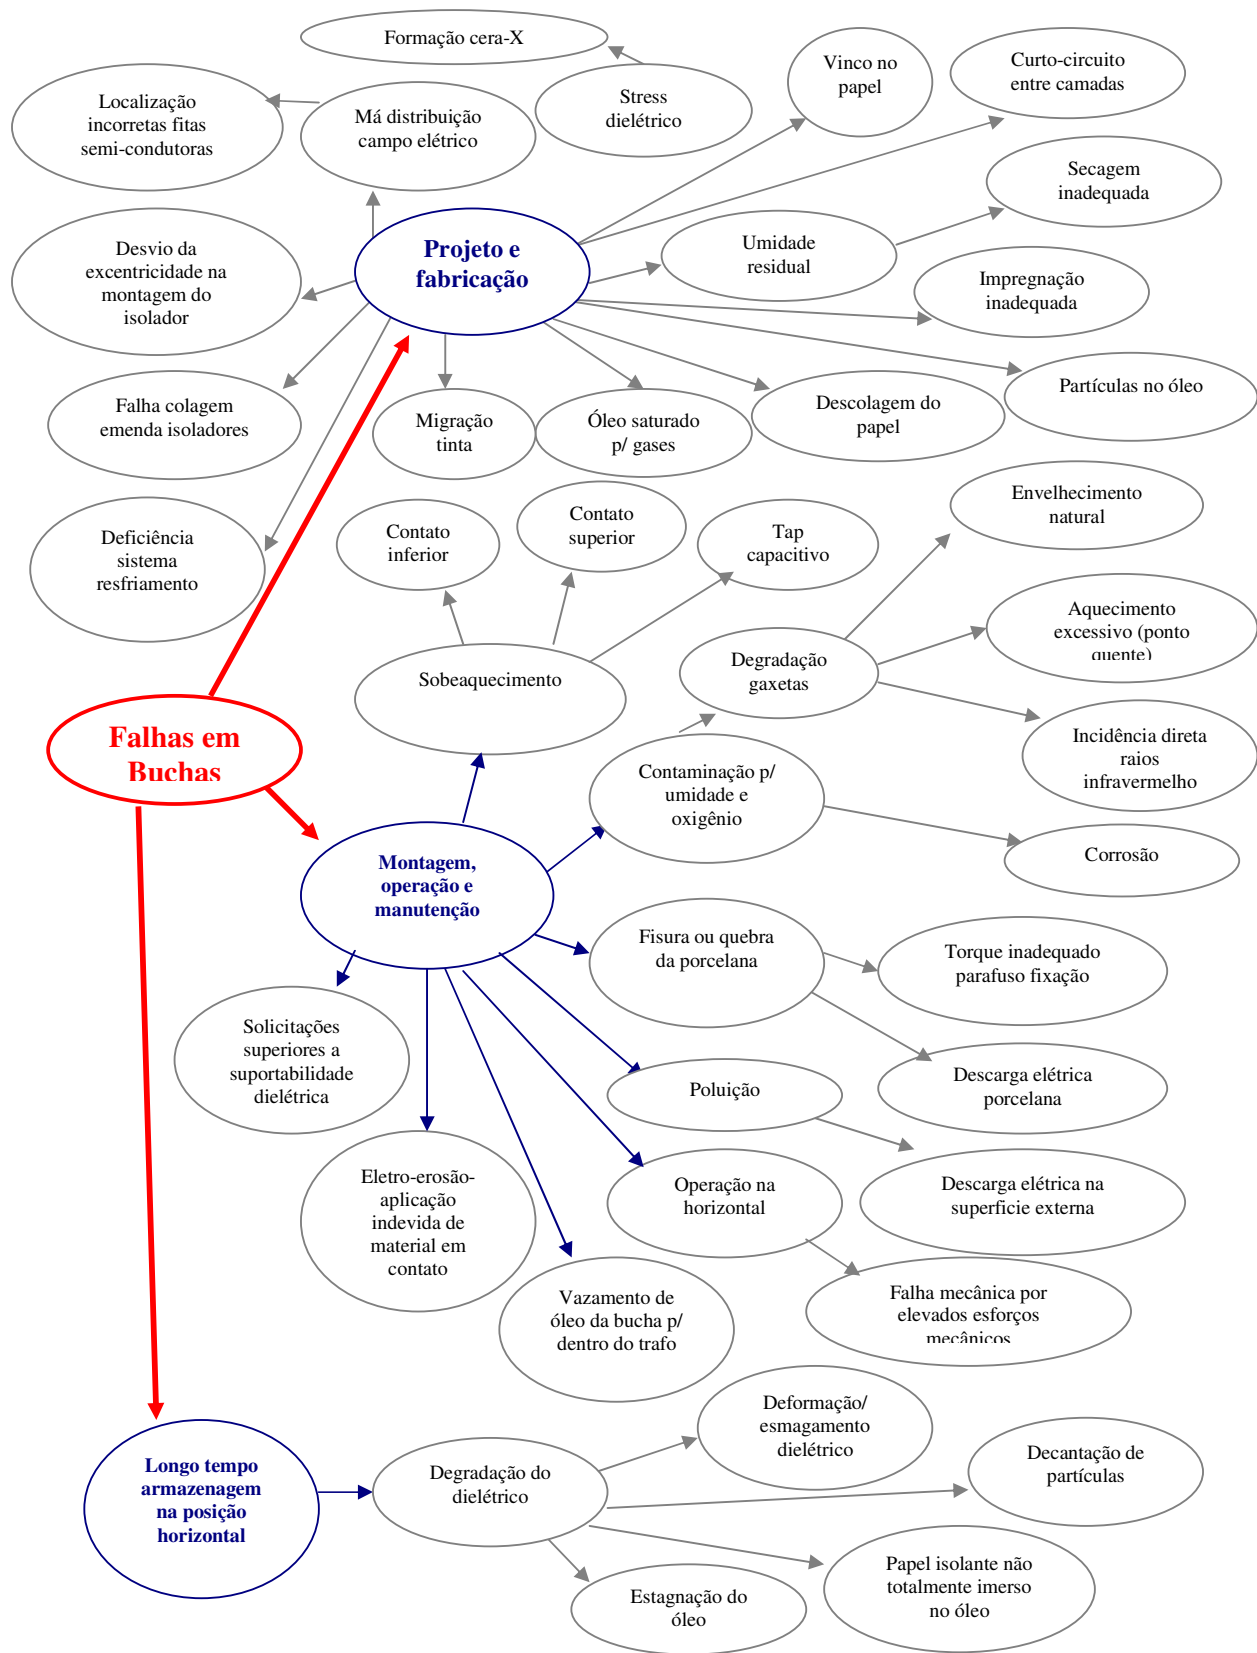 Formação cera-X
Vinco no
papel
Curto-circuito
entre camadas
Localização
incorretas fitas
semi-condutoras
Má distribuição
campo elétrico
Stress
dielétrico
Secagem
inadequada
Desvio da
excentricidade na
montagem do
isolador
Projeto e
fabricação
Umidade
residual
Impregnação
inadequada
Falha colagem
emenda isoladores
Migração
tinta
Óleo saturado
p/ gases
Descolagem do
papel
Partículas no óleo
Deficiência
sistema
resfriamento
Contato
inferior
Contato
superior
Tap
capacitivo
Envelhecimento
natural
Sobeaquecimento
Degradação
gaxetas
Aquecimento
excessivo (ponto
quente)
Falhas em
Buchas
Contaminação p/
umidade e
oxigênio
Incidência direta
raios
infravermelho
Corrosão
Montagem,
operação e
manutenção
Fisura ou quebra
da porcelana
Torque inadequado
parafuso fixação
Solicitações
superiores a
suportabilidade
dielétrica
Poluição
Descarga elétrica
porcelana
Eletro-erosão-
aplicação
indevida de
material em
contato
Operação na
horizontal
Descarga elétrica na
superficie externa
Vazamento de
óleo da bucha p/
dentro do trafo
Falha mecânica por
elevados esforços
mecânicos
Longo tempo
armazenagem
na posição
horizontal
Degradação do
dielétrico
Deformação/
esmagamento
dielétrico
Decantação de
partículas
Estagnação do
óleo
Papel isolante não
totalmente imerso
no óleo